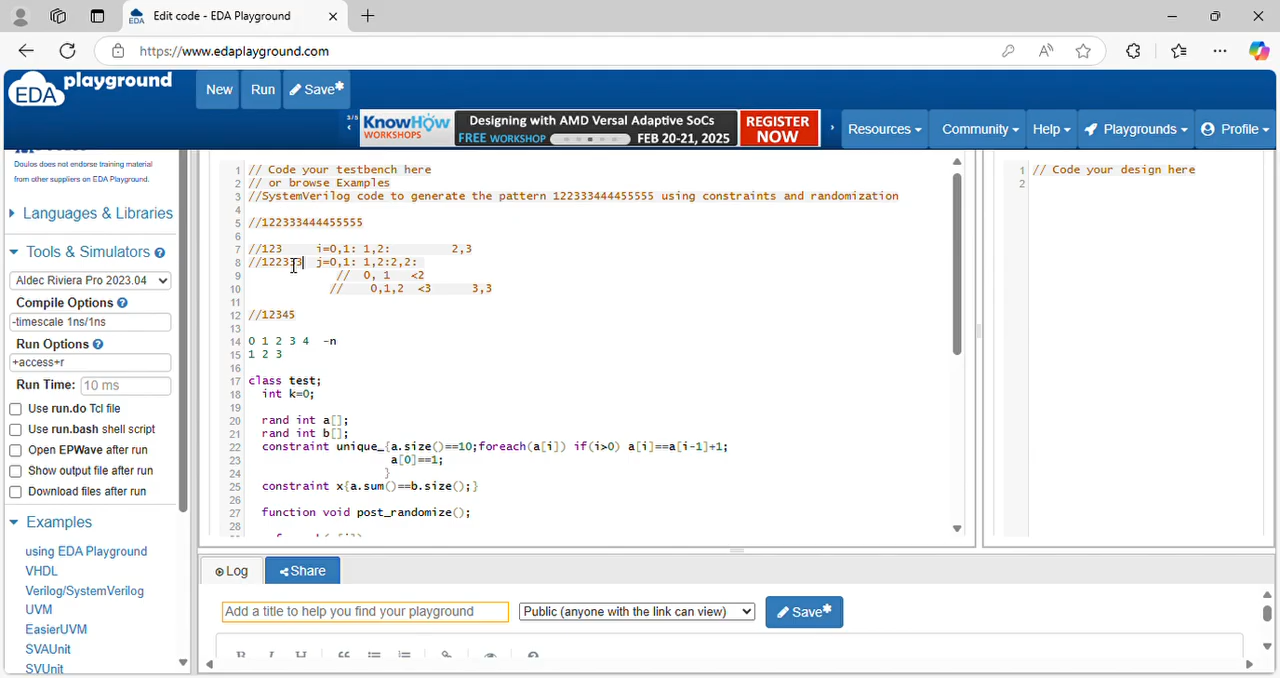 Edit code - EDA Playground
https://www.edaplayground.com
EDA playground
New
Run
Save*
3/5
KnowHow
WORKSHOPS
Designing with AMD Versal Adaptive SoCs
FREE WORKSHOP FEB 20-21, 2025
REGISTER
NOW
Resources
Community
Help
Playgrounds
Profile
Doulos does not endorse training material
from other suppliers on EDA Playground.
Languages & Libraries
Tools & Simulators
Aldec Riviera Pro 2023.04
Compile Options
-timescale 1ns/1ns
Run Options
+access+r
Run Time: 10 ms
Use run.do Tcl file
Use run.bash shell script
Open EPWave after run
Show output file after run
Download files after run
Examples
using EDA Playground
VHDL
Verilog/SystemVerilog
UVM
EasierUVM
SVAUnit
SVUnit
1 // Code your testbench here
2 // or browse Examples
3 //SystemVerilog code to generate the pattern 122333444455555 using constraints and randomization
4
5 //122333444455555
6
7 //123 i=0,1: 1,2: 2,3
8 //122333 j=0,1: 1,2:2,2:
9 // 0, 1 <2
10 // 0,1,2 <3 3,3
11
12 //12345
13
14 0 1 2 3 4 -n
15 1 2 3
16
17 class test;
18 int k=0;
19
20 rand int a[];
21 rand int b[];
22 constraint unique_{a.size()==10;foreach(a[i]) if(i>0) a[i]==a[i-1]+1;
23 a[0]==1;
24 }
25 constraint x{a.sum()==b.size();}
26
27 function void post_randomize();
28
1 // Code your design here
2
Log
Share
Add a title to help you find your playground
Public (anyone with the link can view)
Save*
B I H